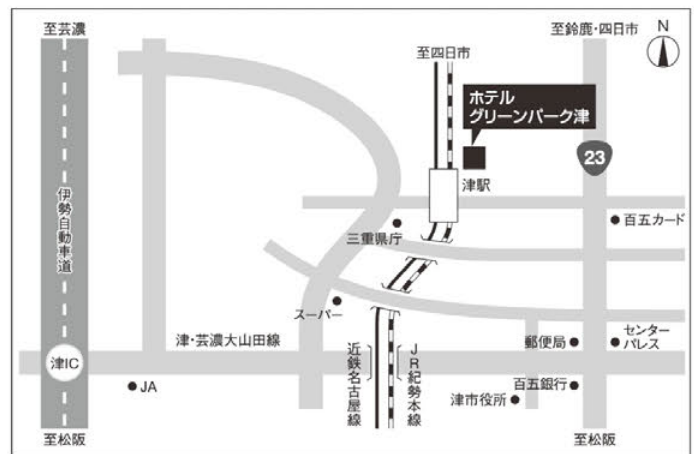 至芸濃
至鈴鹿・四日市
N
至四日市
ホテル
グリーンパーク津
23
津駅
伊勢自動車道
百五カード
三重県庁
スーパー
津・芸濃大山田線
郵便局
センター
パレス
津IC
近鉄名古屋線
JR紀勢本線
JA
百五銀行
津市役所
至松阪
至松阪